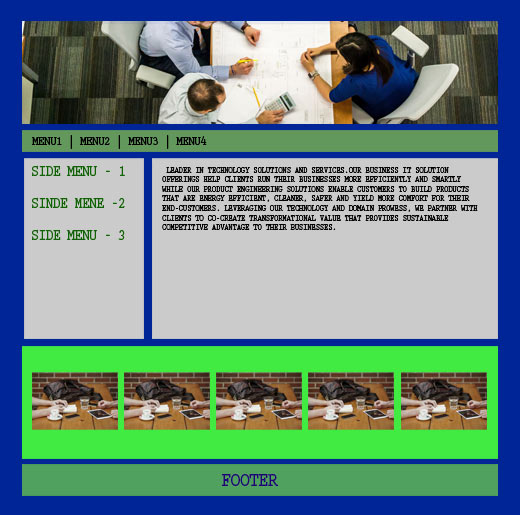 MENU1 | MENU2 | MENU3 | MENU4
SIDE MENU - 1
SINDE MENE -2
SIDE MENU - 3
LEADER IN TECHNOLOGY SOLUTIONS AND SERVICES.OUR BUSINESS IT SOLUTION
OFFERINGS HELP CLIENTS RUN THEIR BUSINESSES MORE EFFICIENTLY AND SMARTLY
WHILE OUR PRODUCT ENGINEERING SOLUTIONS ENABLE CUSTOMERS TO BUILD PRODUCTS
THAT ARE ENERGY EFFICIENT, CLEANER, SAFER AND YIELD MORE COMFORT FOR THEIR
END-CUSTOMERS. LEVERAGING OUR TECHNOLOGY AND DOMAIN PROWESS, WE PARTNER WITH
CLIENTS TO CO-CREATE TRANSFORMATIONAL VALUE THAT PROVIDES SUSTAINABLE
COMPETITIVE ADVANTAGE TO THEIR BUSINESSES.
FOOTER